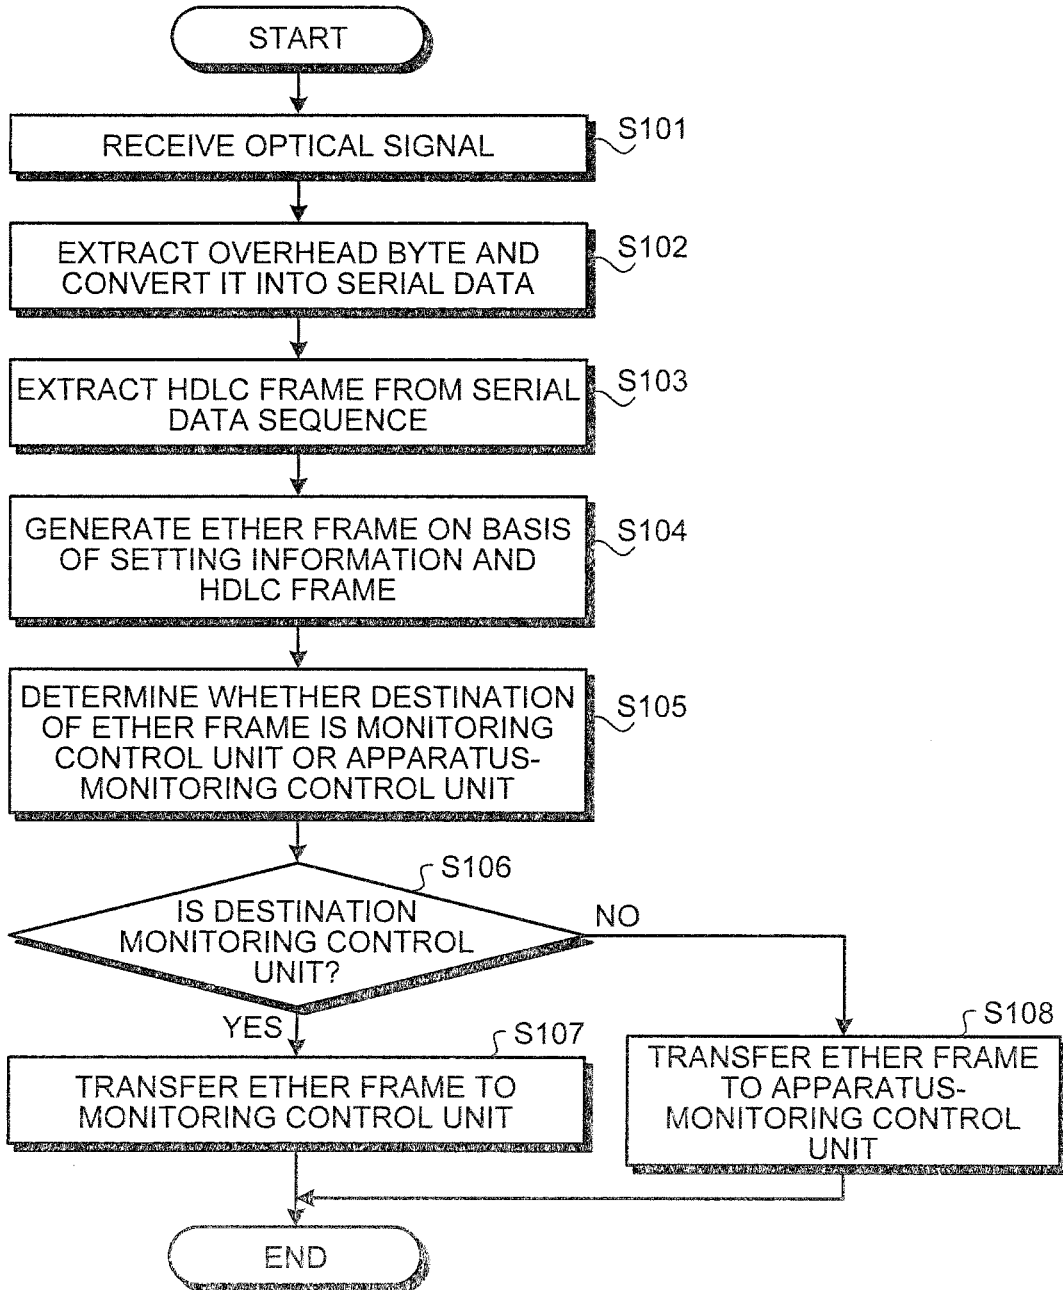 START
RECEIVE OPTICAL SIGNAL
S101
EXTRACT OVERHEAD BYTE AND
CONVERT IT INTO SERIAL DATA
S102
EXTRACT HDLC FRAME FROM SERIAL
DATA SEQUENCE
S103
GENERATE ETHER FRAME ON BASIS
OF SETTING INFORMATION AND
HDLC FRAME
S104
DETERMINE WHETHER DESTINATION
OF ETHER FRAME IS MONITORING
CONTROL UNIT OR APPARATUS-
MONITORING CONTROL UNIT
S105
S106
IS DESTINATION
MONITORING CONTROL
UNIT?
NO
YES
S107
TRANSFER ETHER FRAME TO
MONITORING CONTROL UNIT
S108
TRANSFER ETHER FRAME
TO APPARATUS-
MONITORING CONTROL
UNIT
END